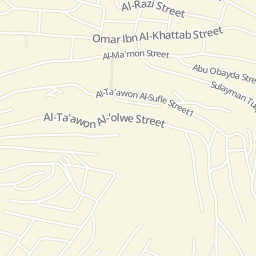 Al-Razi Street
Omar Ibn Al-Khattab Street
Al-Ma'mon Street
Abu Obayda Stree
Sulayman Tuq
Al-Ta'awon Al-Sufle Street1
Al-Ta'awon Al-'olwe Street